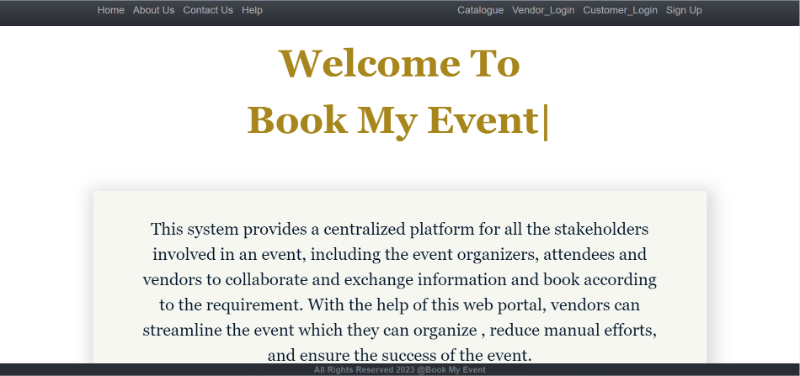 Home About Us Contact Us Help Catalogue Vendor_Login Customer_Login Sign Up
Welcome To
Book My Event|
This system provides a centralized platform for all the stakeholders
involved in an event, including the event organizers, attendees and
vendors to collaborate and exchange information and book according
to the requirement. With the help of this web portal, vendors can
streamline the event which they can organize , reduce manual efforts,
and ensure the success of the event.
All Rights Reserved 2023 @Book My Event